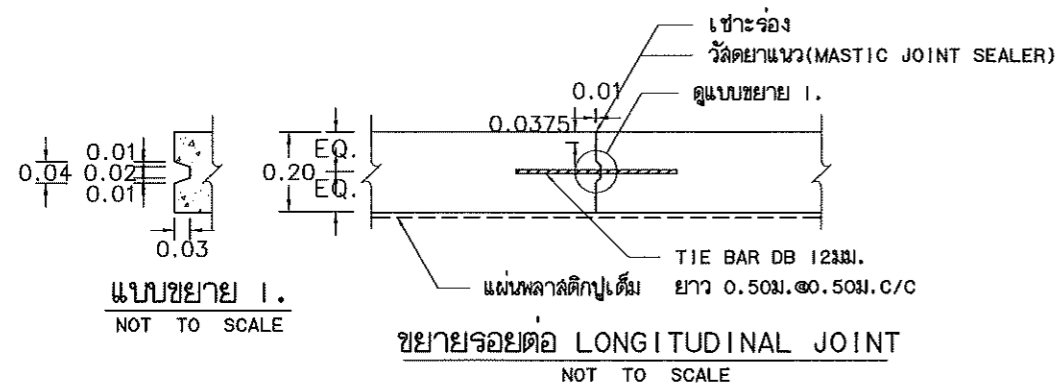 เซาะร่อง
วัสดยาแนว(MASTIC JOINT SEALER)
0.01
ดูแบบขยาย 1.
0.0375
EQ.
0.20
EQ.
0.01
0.04 0.02
0.01
0.03
TIE BAR DB 12มม.
แผ่นพลาสติกปูเต็ม
ยาว 0.50ม.@0.50ม.C/C
แบบขยาย 1.
NOT TO SCALE
ขยายรอยต่อ LONGITUDINAL JOINT
NOT TO SCALE